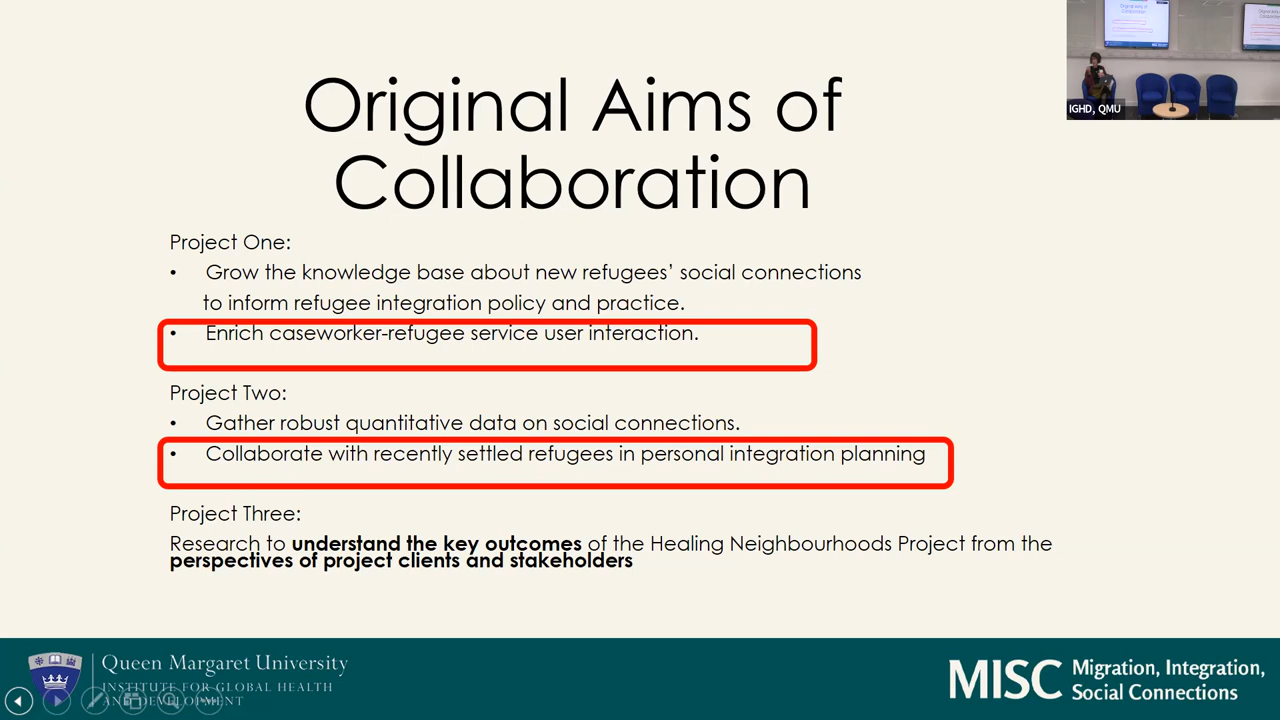 Original Aims of
Collaboration
IGHD, QMU
Project One:
• Grow the knowledge base about new refugees’ social connections
to inform refugee integration policy and practice.
• Enrich caseworker-refugee service user interaction.
Project Two:
• Gather robust quantitative data on social connections.
• Collaborate with recently settled refugees in personal integration planning
Project Three:
Research to understand the key outcomes of the Healing Neighbourhoods Project from the
perspectives of project clients and stakeholders
Queen Margaret University
INSTITUTE FOR GLOBAL HEALTH
AND DEVELOPMENT
MISC Migration, Integration,
Social Connections